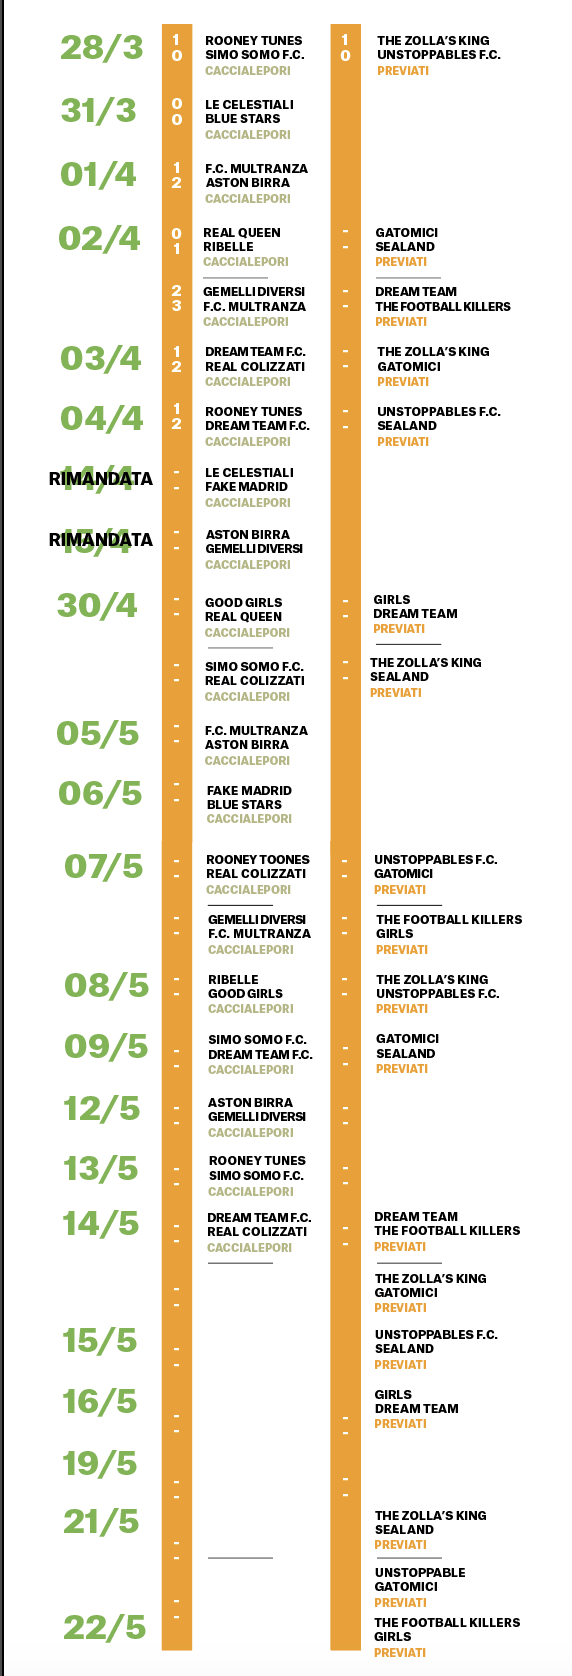 28/3
1
0
ROONEY TUNES
SIMO SOMO F.C.
CACCIALEPORI
1
0
THE ZOLLA'S KING
UNSTOPPABLES F.C.
PREVIATI
31/3
0
0
LE CELESTIALI
BLUE STARS
CACCIALEPORI
01/4
1
2
F.C. MULTRANZA
ASTON BIRRA
CACCIALEPORI
02/4
0
1
REAL QUEEN
RIBELLE
CACCIALEPORI
-
-
GATOMICI
SEALAND
PREVIATI
2
3
GEMELLI DIVERSI
F.C. MULTRANZA
CACCIALEPORI
-
-
DREAM TEAM
THE FOOTBALL KILLERS
PREVIATI
03/4
1
2
DREAM TEAM F.C.
REAL COLIZZATI
CACCIALEPORI
-
-
THE ZOLLA'S KING
GATOMICI
PREVIATI
04/4
1
2
ROONEY TUNES
DREAM TEAM F.C.
CACCIALEPORI
-
-
UNSTOPPABLES F.C.
SEALAND
PREVIATI
14/4
RIMANDATA
-
-
LE CELESTIALI
FAKE MADRID
CACCIALEPORI
15/4
RIMANDATA
-
-
ASTON BIRRA
GEMELLI DIVERSI
CACCIALEPORI
30/4
-
-
GOOD GIRLS
REAL QUEEN
CACCIALEPORI
-
-
GIRLS
DREAM TEAM
PREVIATI
-
-
SIMO SOMO F.C.
REAL COLIZZATI
CACCIALEPORI
-
-
THE ZOLLA'S KING
SEALAND
PREVIATI
05/5
-
-
F.C. MULTRANZA
ASTON BIRRA
CACCIALEPORI
06/5
-
-
FAKE MADRID
BLUE STARS
CACCIALEPORI
07/5
-
-
ROONEY TOONES
REAL COLIZZATI
CACCIALEPORI
-
-
UNSTOPPABLES F.C.
GATOMICI
PREVIATI
-
-
GEMELLI DIVERSI
F.C. MULTRANZA
CACCIALEPORI
-
-
THE FOOTBALL KILLERS
GIRLS
PREVIATI
08/5
-
-
RIBELLE
GOOD GIRLS
CACCIALEPORI
-
-
THE ZOLLA'S KING
UNSTOPPABLES F.C.
PREVIATI
09/5
-
-
SIMO SOMO F.C.
DREAM TEAM F.C.
CACCIALEPORI
-
-
GATOMICI
SEALAND
PREVIATI
12/5
-
-
ASTON BIRRA
GEMELLI DIVERSI
CACCIALEPORI
-
-
13/5
-
-
ROONEY TUNES
SIMO SOMO F.C.
CACCIALEPORI
-
-
14/5
-
-
DREAM TEAM F.C.
REAL COLIZZATI
CACCIALEPORI
-
-
DREAM TEAM
THE FOOTBALL KILLERS
PREVIATI
-
-
THE ZOLLA'S KING
GATOMICI
PREVIATI
15/5
-
-
UNSTOPPABLES F.C.
SEALAND
PREVIATI
16/5
-
-
-
-
GIRLS
DREAM TEAM
PREVIATI
19/5
-
-
-
-
21/5
-
-
THE ZOLLA'S KING
SEALAND
PREVIATI
-
-
UNSTOPPABLE
GATOMICI
PREVIATI
22/5
THE FOOTBALL KILLERS
GIRLS
PREVIATI